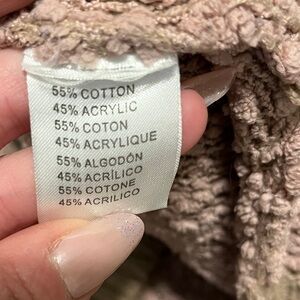 55% COTTON
45% ACRYLIC
55% COTON
45% ACRYLIQUE
55% ALGODÓN
45% ACRÍLICO
55% COTONE
45% ACRILICO